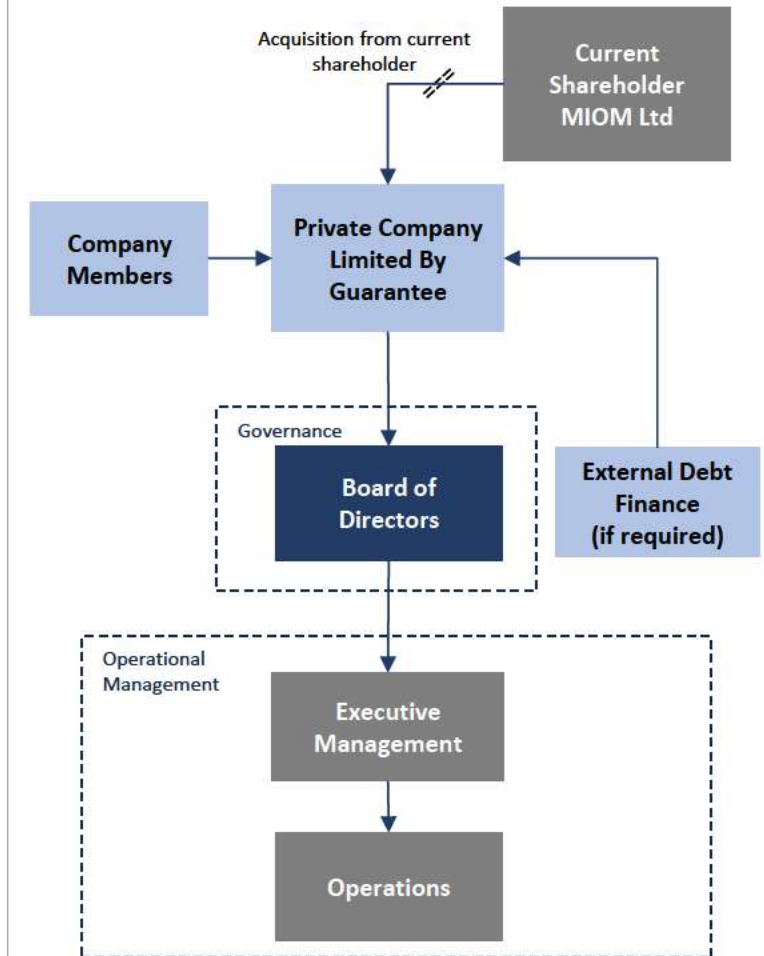 Acquisition from current
shareholder
Current
Shareholder
MIOM Ltd
Company
Members
Private Company
Limited By
Guarantee
Governance
Board of
Directors
External Debt
Finance
(if required)
Operational
Management
Executive
Management
Operations